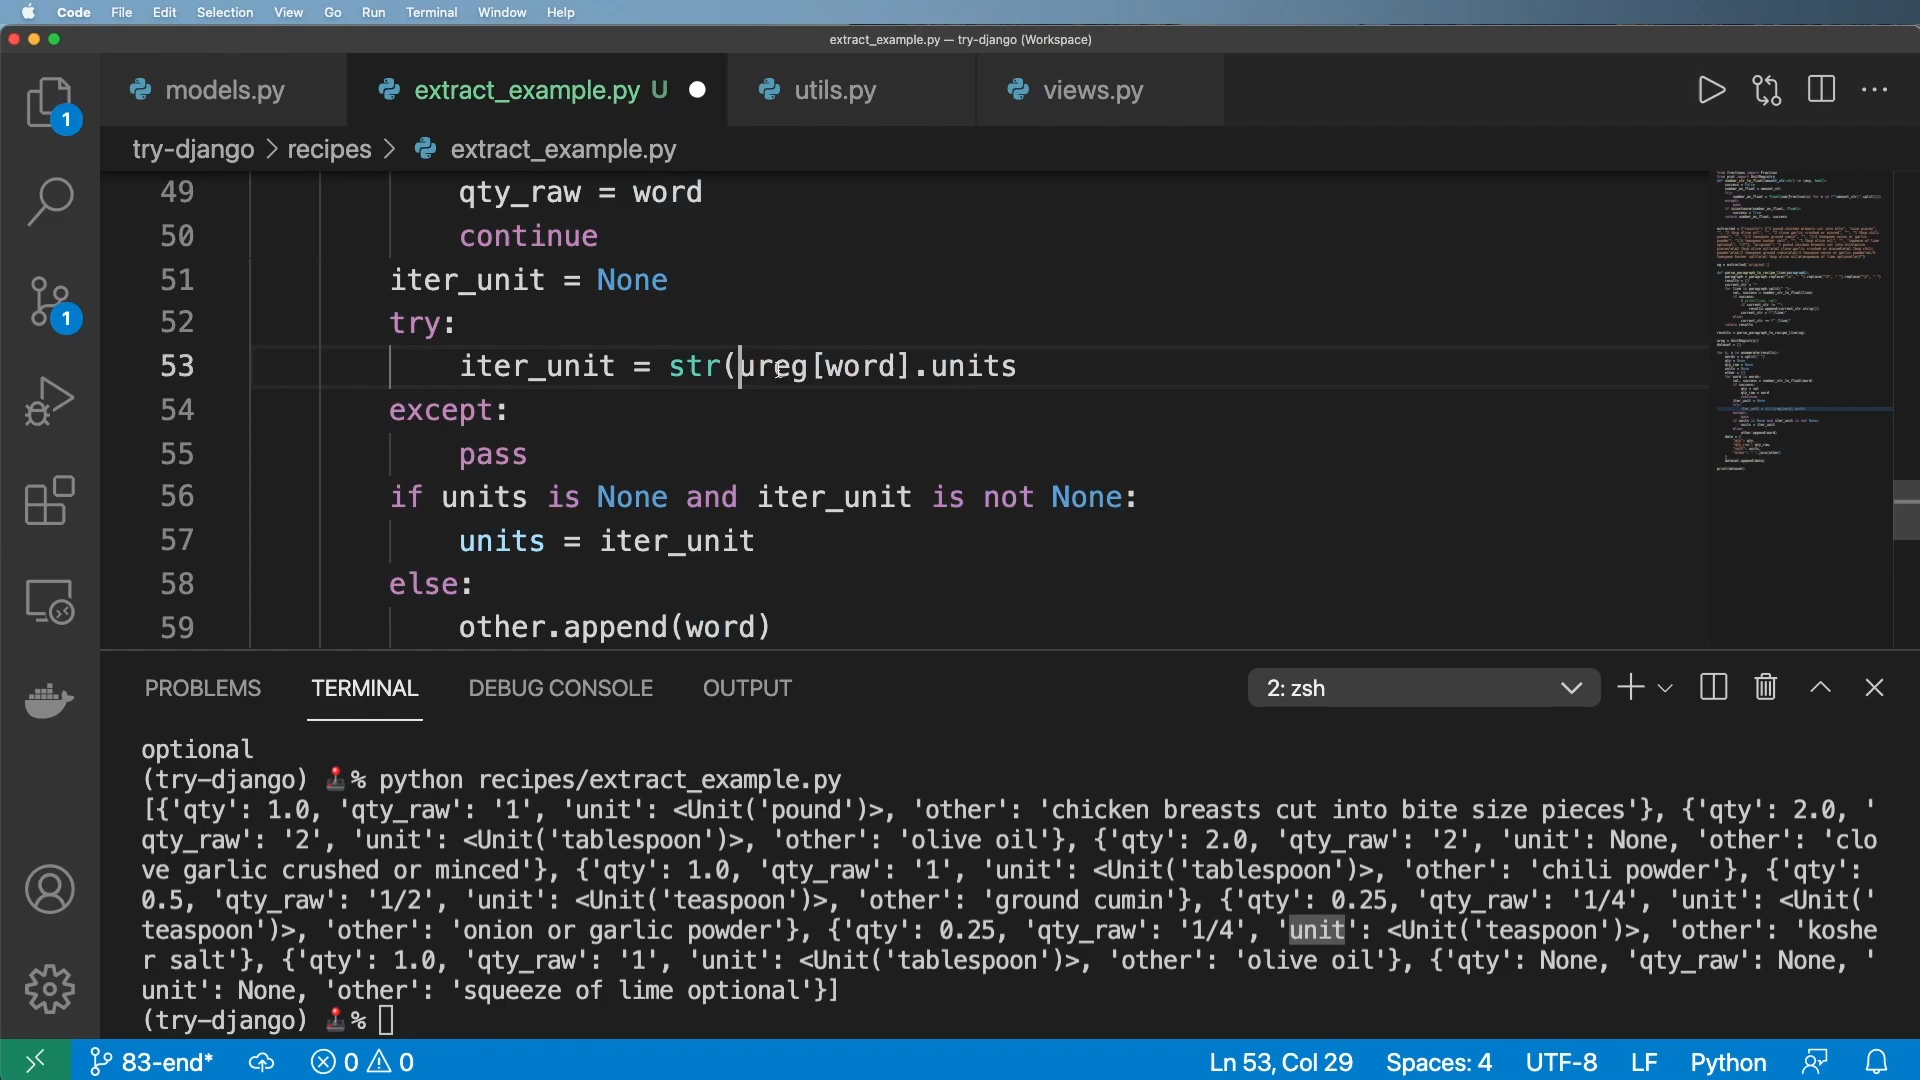 Code File Edit Selection View Go Run Terminal Window Help
extract_example.py — try-django (Workspace)
models.py extract_example.py U utils.py views.py
try-django > recipes > extract_example.py
49 qty_raw = word
50 continue
51 iter_unit = None
52 try:
53 iter_unit = str(ureg[word].units
54 except:
55 pass
56 if units is None and iter_unit is not None:
57 units = iter_unit
58 else:
59 other.append(word)
1
1
PROBLEMS TERMINAL DEBUG CONSOLE OUTPUT 2: zsh
optional
(try-django) % python recipes/extract_example.py
[{'qty': 1.0, 'qty_raw': '1', 'unit': <Unit('pound')>, 'other': 'chicken breasts cut into bite size pieces'}, {'qty': 2.0, '
qty_raw': '2', 'unit': <Unit('tablespoon')>, 'other': 'olive oil'}, {'qty': 2.0, 'qty_raw': '2', 'unit': None, 'other': 'clo
ve garlic crushed or minced'}, {'qty': 1.0, 'qty_raw': '1', 'unit': <Unit('tablespoon')>, 'other': 'chili powder'}, {'qty':
0.5, 'qty_raw': '1/2', 'unit': <Unit('teaspoon')>, 'other': 'ground cumin'}, {'qty': 0.25, 'qty_raw': '1/4', 'unit': <Unit('
teaspoon')>, 'other': 'onion or garlic powder'}, {'qty': 0.25, 'qty_raw': '1/4', 'unit': <Unit('teaspoon')>, 'other': 'koshe
r salt'}, {'qty': 1.0, 'qty_raw': '1', 'unit': <Unit('tablespoon')>, 'other': 'olive oil'}, {'qty': None, 'qty_raw': None, '
unit': None, 'other': 'squeeze of lime optional'}]
(try-django) %
83-end* 0 0 Ln 53, Col 29 Spaces: 4 UTF-8 LF Python